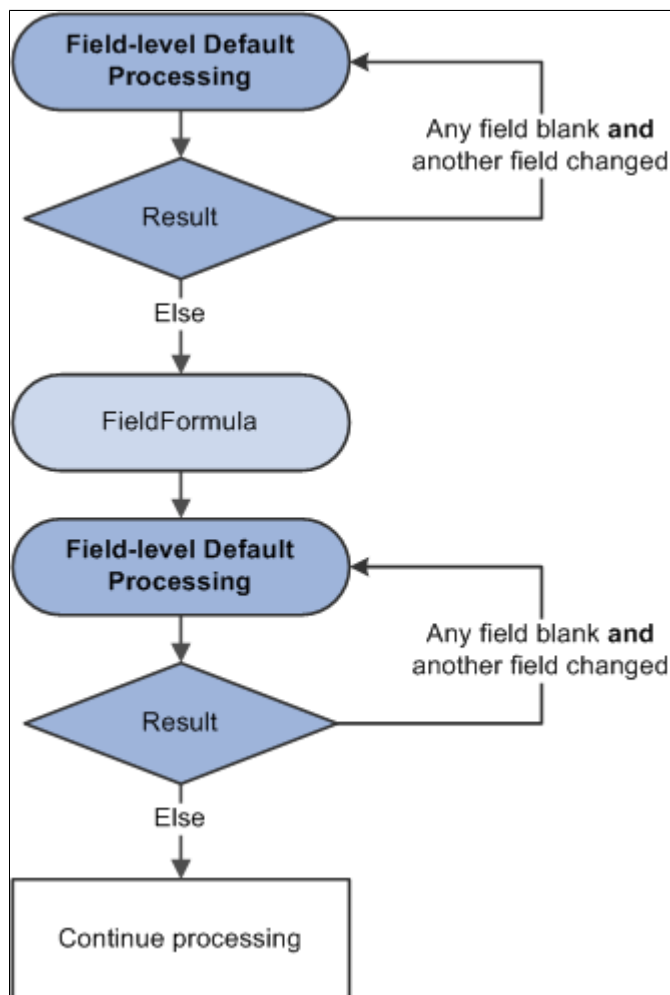 Field-level Default
Processing
Any field blank and
another field changed
Result
Else
FieldFormula
Field-level Default
Processing
Any field blank and
another field changed
Result
Else
Continue processing